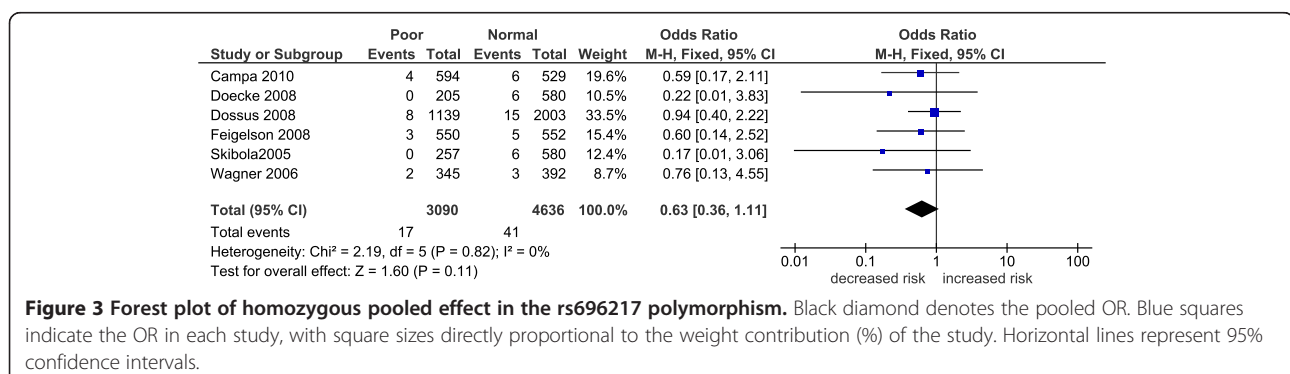 Poor Normal Odds Ratio Odds Ratio
Study or Subgroup Events Total Events Total Weight M-H, Fixed, 95% CI M-H, Fixed, 95% CI
Campa 2010 4 594 6 529 19.6% 0.59 [0.17, 2.11]
Doecke 2008 0 205 6 580 10.5% 0.22 [0.01, 3.83]
Dossus 2008 8 1139 15 2003 33.5% 0.94 [0.40, 2.22]
Feigelson 2008 3 550 5 552 15.4% 0.60 [0.14, 2.52]
Skibola2005 0 257 6 580 12.4% 0.17 [0.01, 3.06]
Wagner 2006 2 345 3 392 8.7% 0.76 [0.13, 4.55]
Total (95% CI) 3090 4636 100.0% 0.63 [0.36, 1.11]
Total events 17 41
Heterogeneity: Chi² = 2.19, df = 5 (P = 0.82); I² = 0%
Test for overall effect: Z = 1.60 (P = 0.11)
0.01 0.1 1 10 100
decreased risk increased risk
Figure 3 Forest plot of homozygous pooled effect in the rs696217 polymorphism. Black diamond denotes the pooled OR. Blue squares
indicate the OR in each study, with square sizes directly proportional to the weight contribution (%) of the study. Horizontal lines represent 95%
confidence intervals.